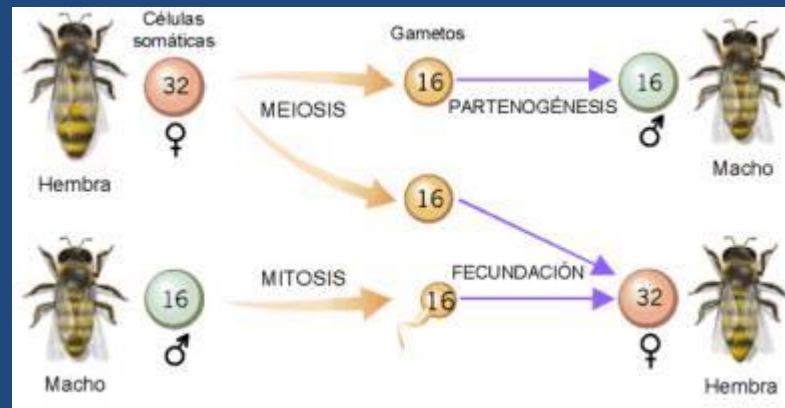 Células
somáticas
Gametos
32
♀
MEIOSIS
16
PARTENOGÉNESIS
16
♂
Hembra
Macho
16
16
♂
MITOSIS
16
FECUNDACIÓN
32
♀
Macho
Hembra